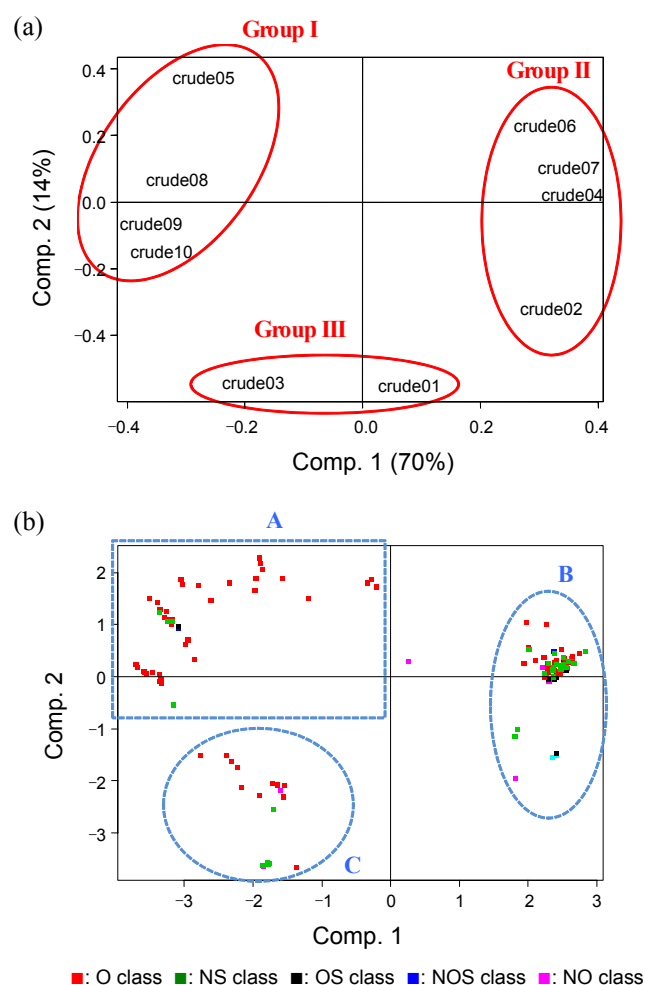 (a)
Group I
Group II
Group III
crude05
crude06
crude07
crude08
crude04
crude09
crude10
crude02
crude03
crude01
0.4
0.2
0.0
−0.2
−0.4
Comp. 2 (14%)
−0.4 −0.2 0.0 0.2 0.4
Comp. 1 (70%)
(b)
A
B
C
2
1
0
−1
−2
−3
Comp. 2
−3 −2 −1 0 1 2 3
Comp. 1
: O class : NS class : OS class : NOS class : NO class